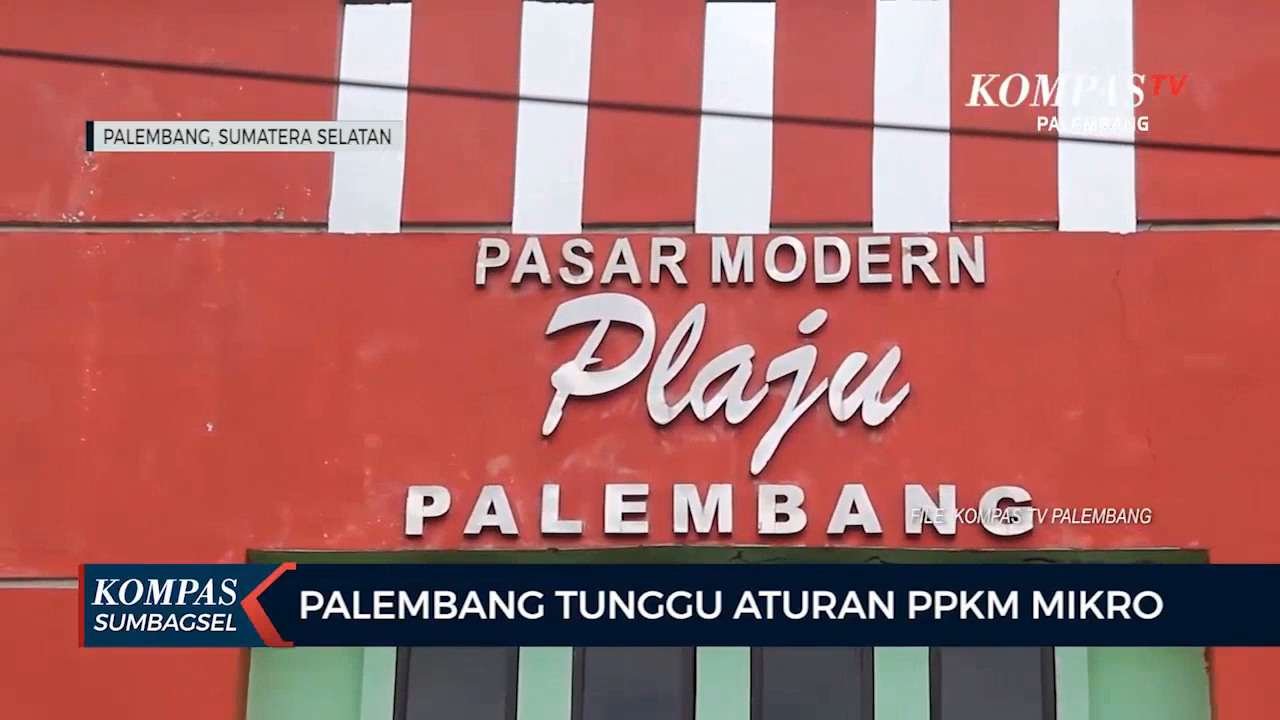 KOMPAS TV
PALEMBANG
PALEMBANG, SUMATERA SELATAN
PASAR MODERN
Plaju
PALEMBANG
FILE KOMPAS TV PALEMBANG
KOMPAS
SUMBAGSEL
PALEMBANG TUNGGU ATURAN PPKM MIKRO